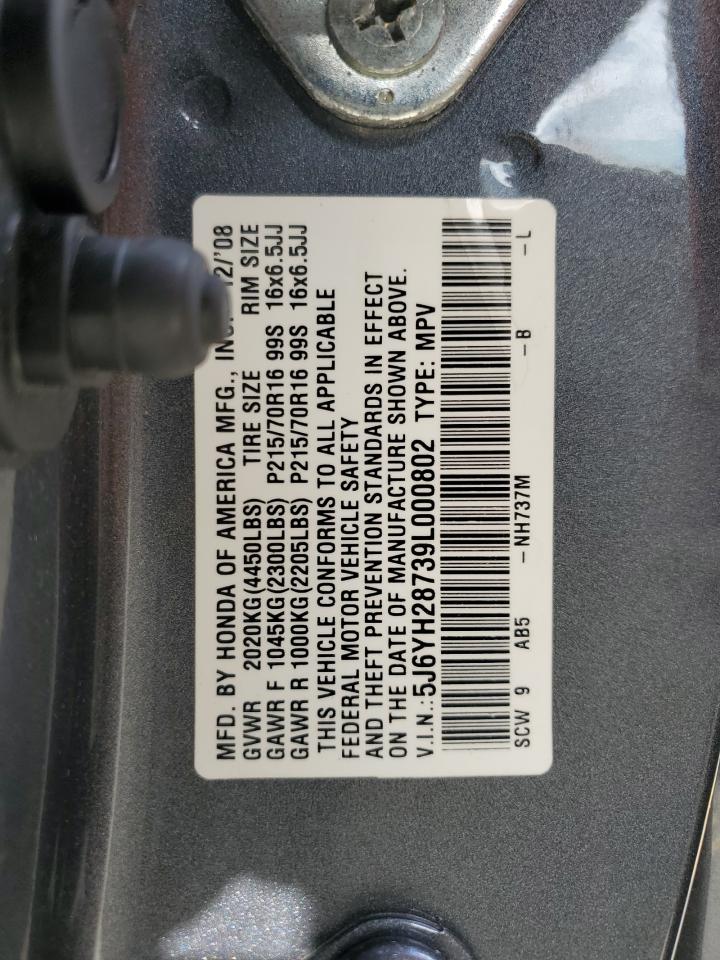 MFD. BY HONDA OF AMERICA MFG., 12/'08
GVWR 2020KG(4450LBS) TIRE SIZE RIM SIZE
GAWR F 1045KG(2300LBS) P215/70R16 99S 16x6.5JJ
GAWR R 1000KG(2205LBS) P215/70R16 99S 16x6.5JJ
THIS VEHICLE CONFORMS TO ALL APPLICABLE
FEDERAL MOTOR VEHICLE SAFETY
AND THEFT PREVENTION STANDARDS IN EFFECT
ON THE DATE OF MANUFACTURE SHOWN ABOVE.
V.I.N.:5J6YH28739L000802 TYPE: MPV
SCW 9 AB5 -NH737M -B -L